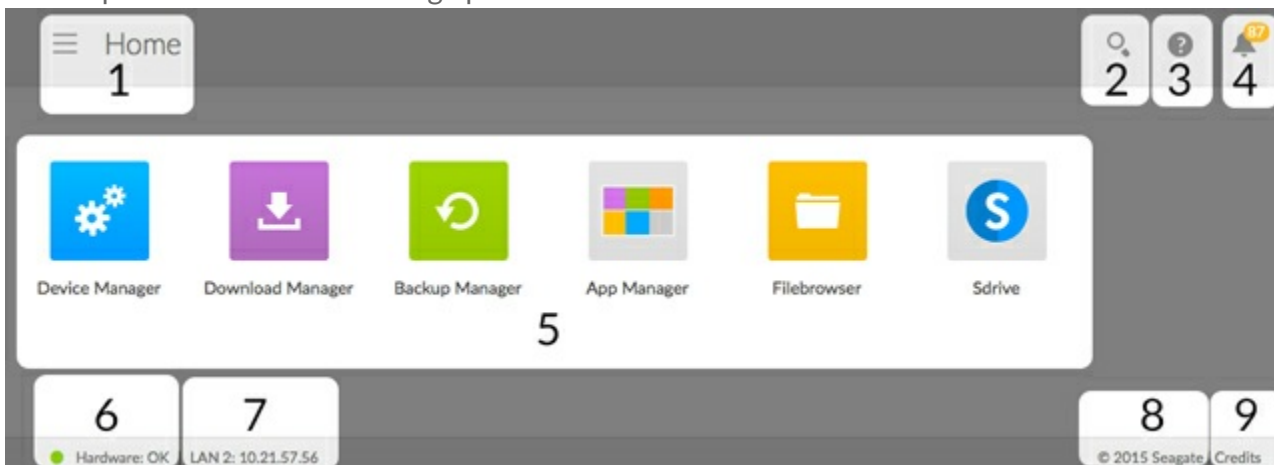 Home
1
87
2 3 4
S
Device Manager Download Manager Backup Manager App Manager Filebrowser Sdrive
5
6 7 8 9
Hardware: OK LAN 2: 10.21.57.56 © 2015 Seagate Credits